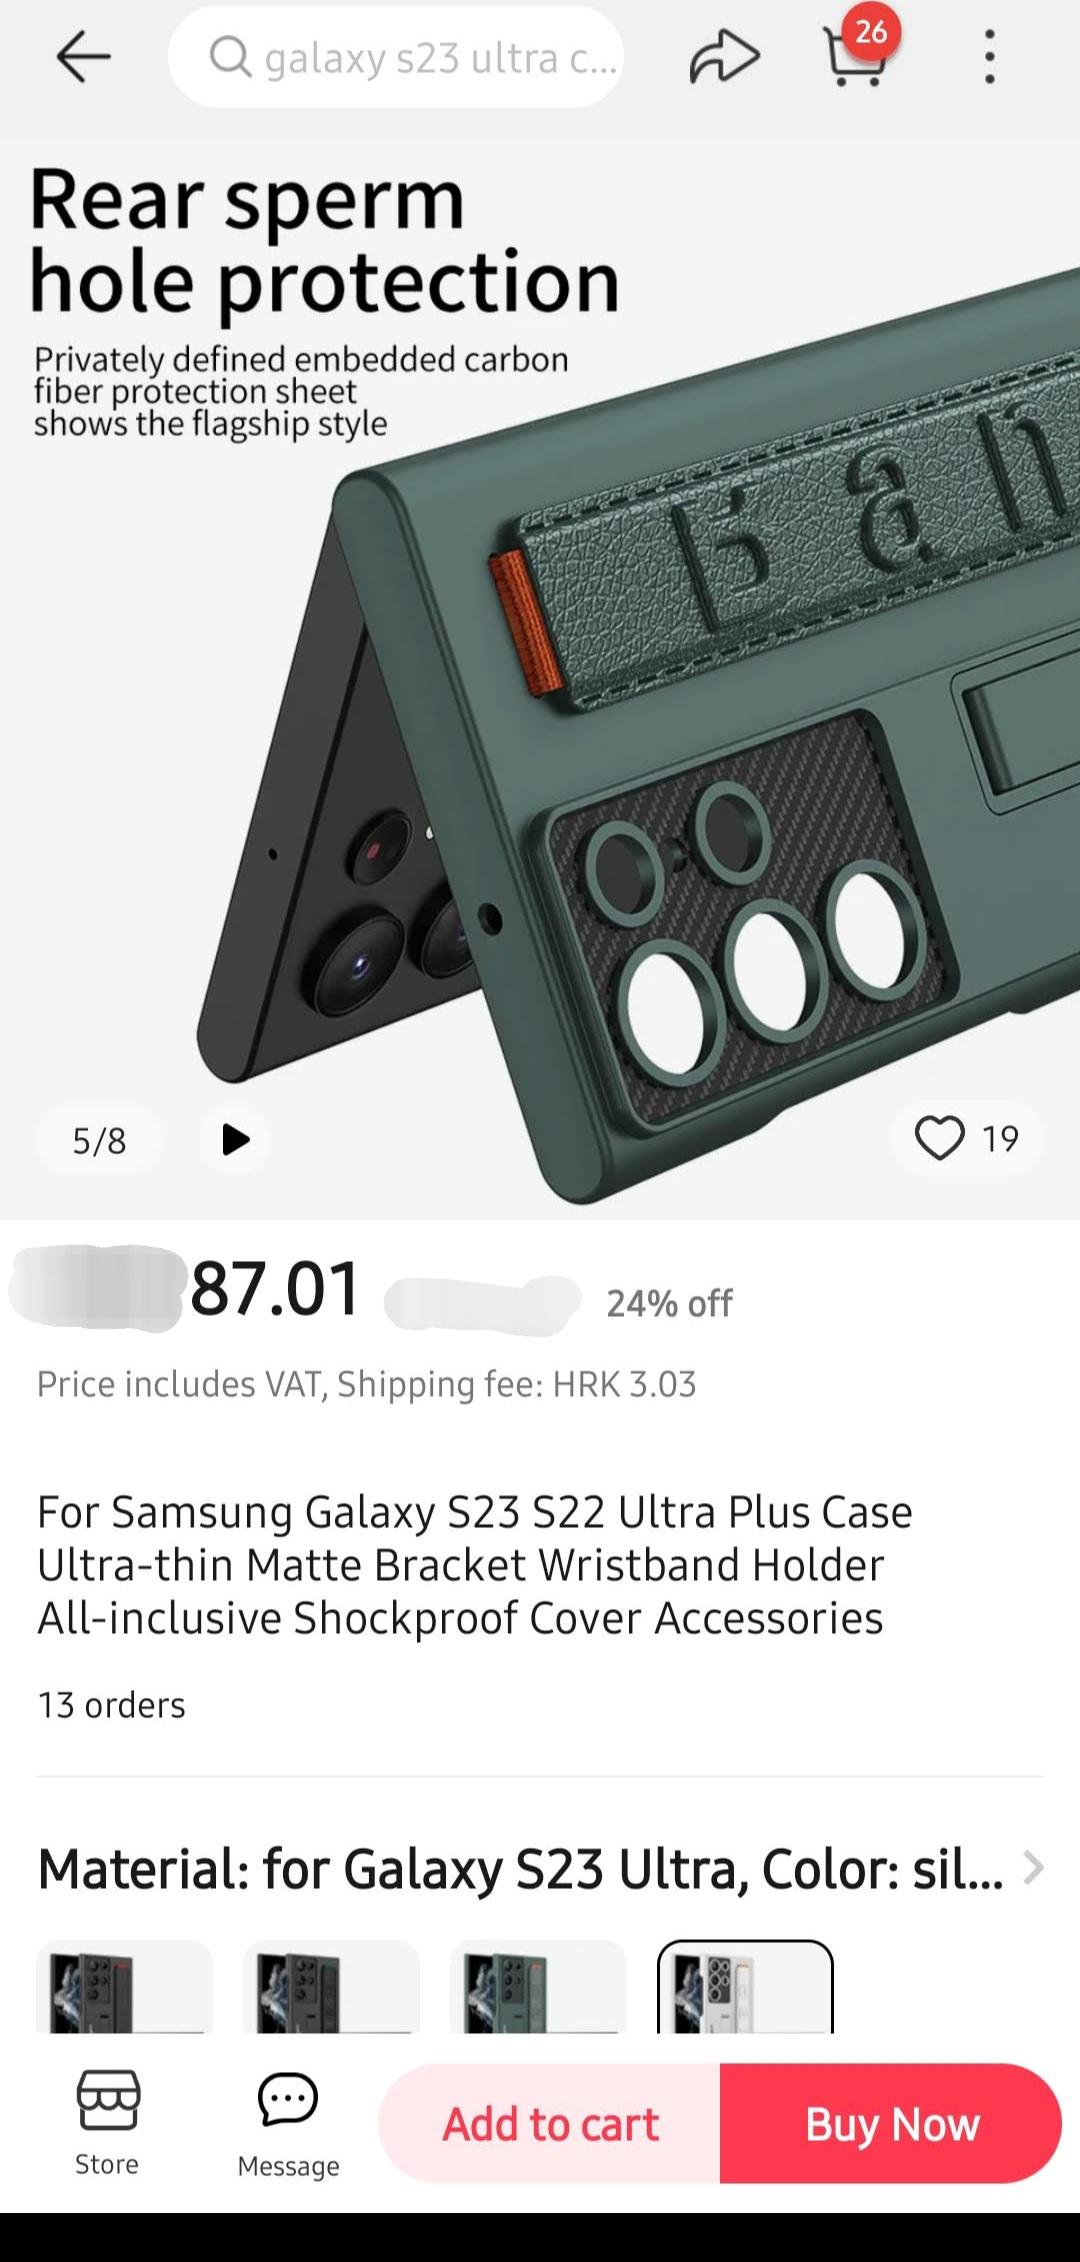 galaxy s23 ultra c...
26
Rear sperm
hole protection
Privately defined embedded carbon
fiber protection sheet
shows the flagship style
5/8
19
87.01
24% off
Price includes VAT, Shipping fee: HRK 3.03
For Samsung Galaxy S23 S22 Ultra Plus Case
Ultra-thin Matte Bracket Wristband Holder
All-inclusive Shockproof Cover Accessories
13 orders
Material: for Galaxy S23 Ultra, Color: sil...
Store
Message
Add to cart
Buy Now